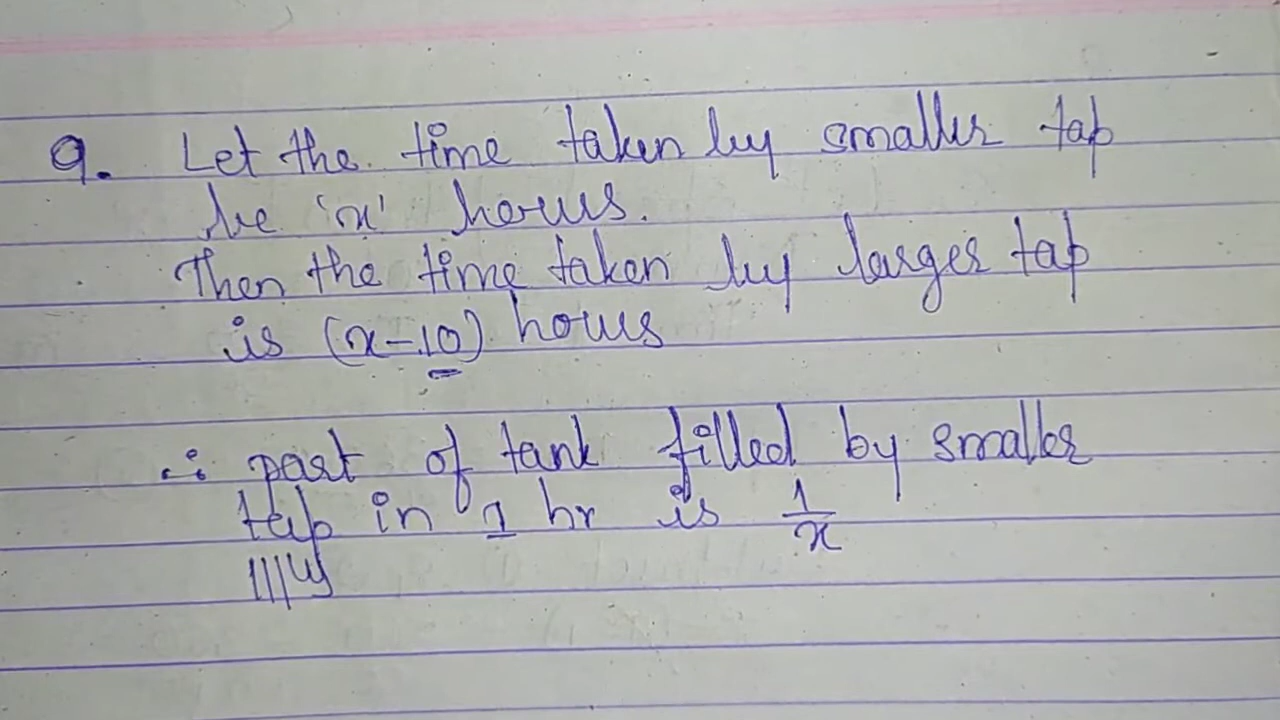 9. Let the time taken by smaller tap
be 'x' hours.
Then the time taken by larger tap
is (x-10) hours
∴ part of tank filled by smaller
tap in 1 hr is 1/x
|||ly